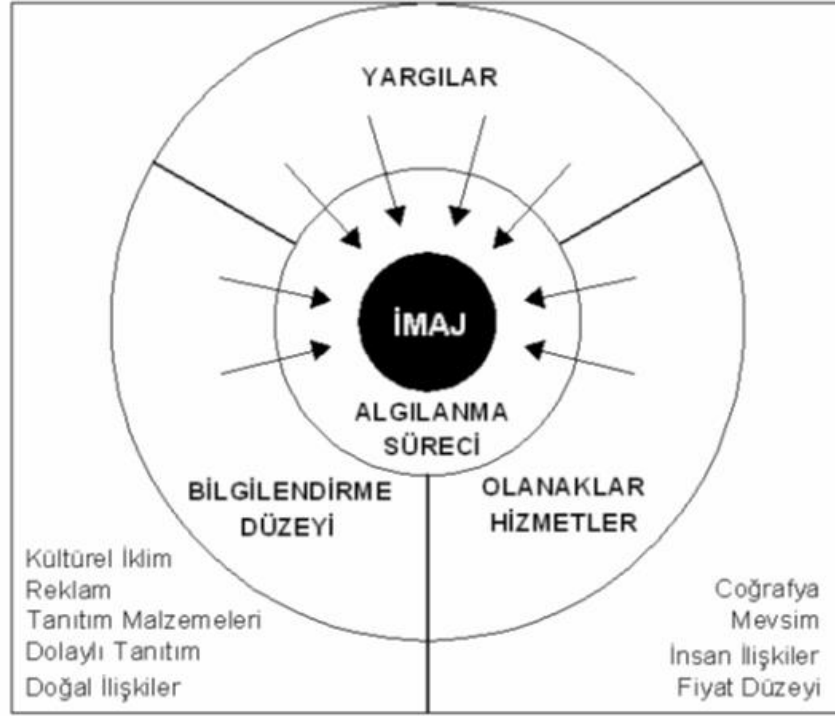 YARGILAR
İMAJ
ALGILANMA
SÜRECİ
BİLGİLENDİRME
DÜZEYİ
OLANAKLAR
HİZMETLER
Kültürel İklim
Reklam
Tanıtım Malzemeleri
Dolaylı Tanıtım
Doğal İlişkiler
Coğrafya
Mevsim
İnsan İlişkiler
Fiyat Düzeyi